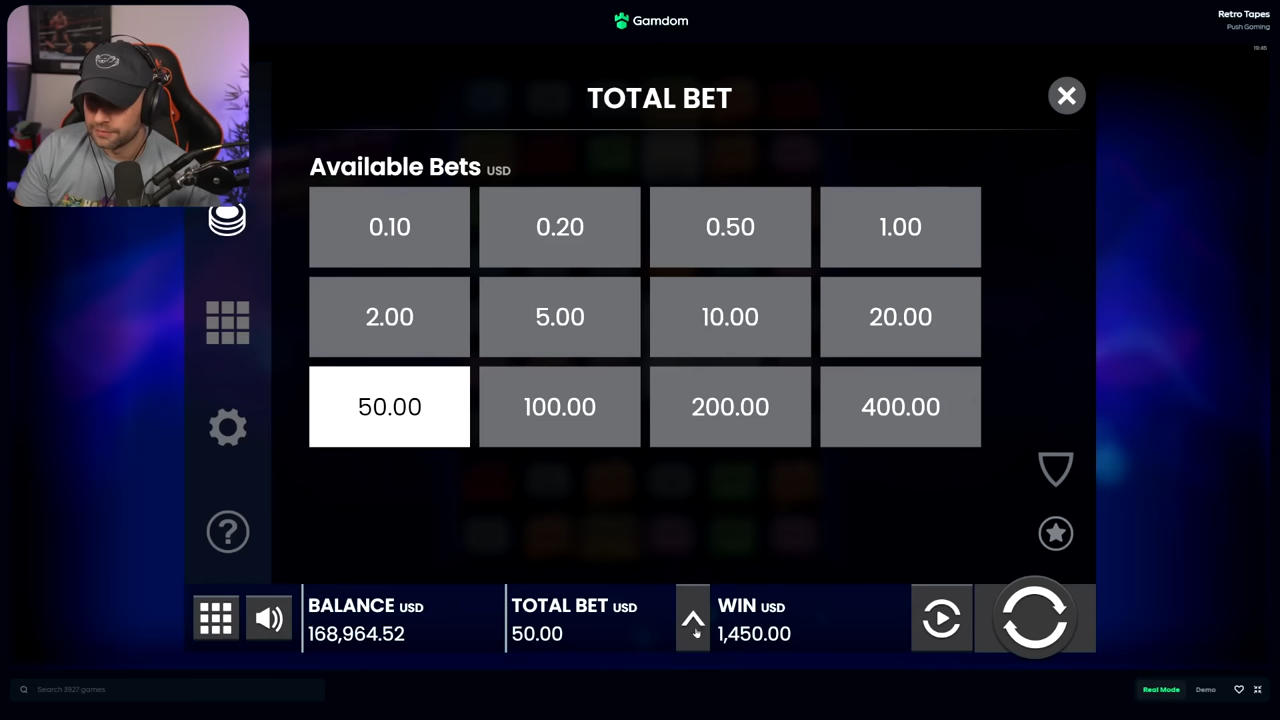 Gamdom
Retro Tapes
Push Gaming
19:45
TOTAL BET
Available Bets USD
0.10 0.20 0.50 1.00
2.00 5.00 10.00 20.00
50.00 100.00 200.00 400.00
BALANCE USD
168,964.52
TOTAL BET USD
50.00
WIN USD
1,450.00
Search 3927 games
Real Mode
Demo